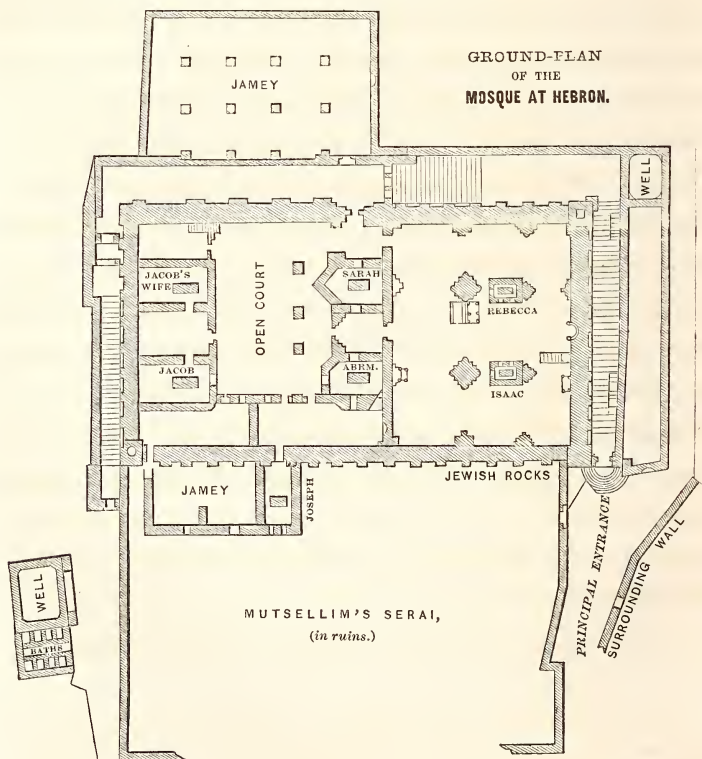 GROUND-PLAN
OF THE
MOSQUE AT HEBRON.
JAMEY
WELL
JACOB'S
WIFE
OPEN COURT
SARAH
REBECCA
JACOB
ABRM.
ISAAC
JAMEY
JOSEPH
JEWISH ROCKS
PRINCIPAL ENTRANCE
SURROUNDING WALL
WELL
BATHS
MUTSELLIM'S SERAI,
(in ruins.)